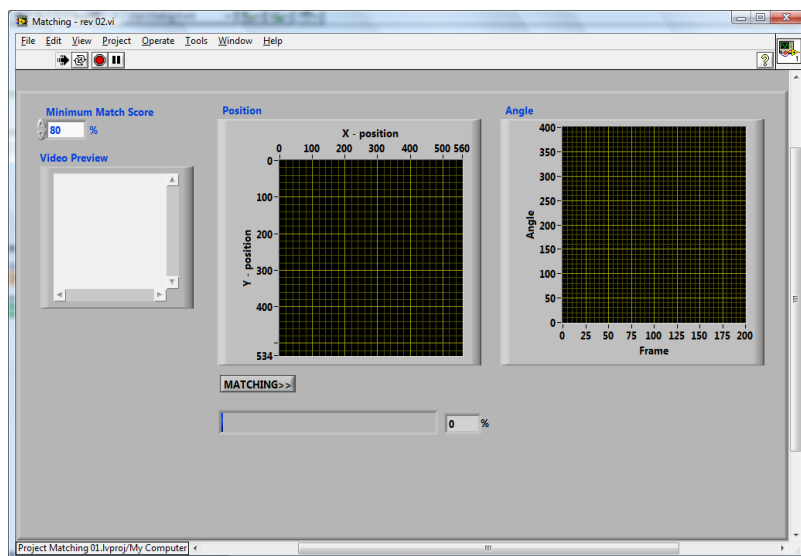 Matching - rev 02.vi
File Edit View Project Operate Tools Window Help
Minimum Match Score
80 %
Video Preview
Position
X - position
0 100 200 300 400 500 560
0
100
200
300
400
534
Y - position
Angle
400
350
300
250
200
150
100
50
0
Angle
0 25 50 75 100 125 150 175 200
Frame
MATCHING>>
0 %
Project Matching 01.lvproj/My Computer